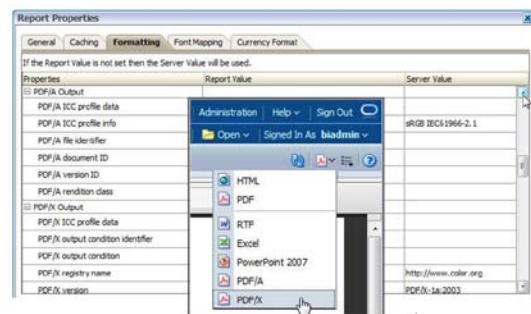 Report Properties
General Caching Formatting Font Mapping Currency Format
If the Report Value is not set then the Server Value will be used.
Properties Report Value Server Value
PDF/A Output
PDF/A ICC profile data
PDF/A ICC profile info sRGB IEC61966-2.1
PDF/A file identifier
PDF/A document ID
PDF/A version ID
PDF/A rendition class
PDF/X Output
PDF/X ICC profile data
PDF/X output condition identifier
PDF/X output condition
PDF/X registry name http://www.color.org
PDF/X version PDF/X-1a:2003
Administration Help Sign Out
Open Signed In As biadmin
HTML
PDF
RTF
Excel
PowerPoint 2007
PDF/A
PDF/X